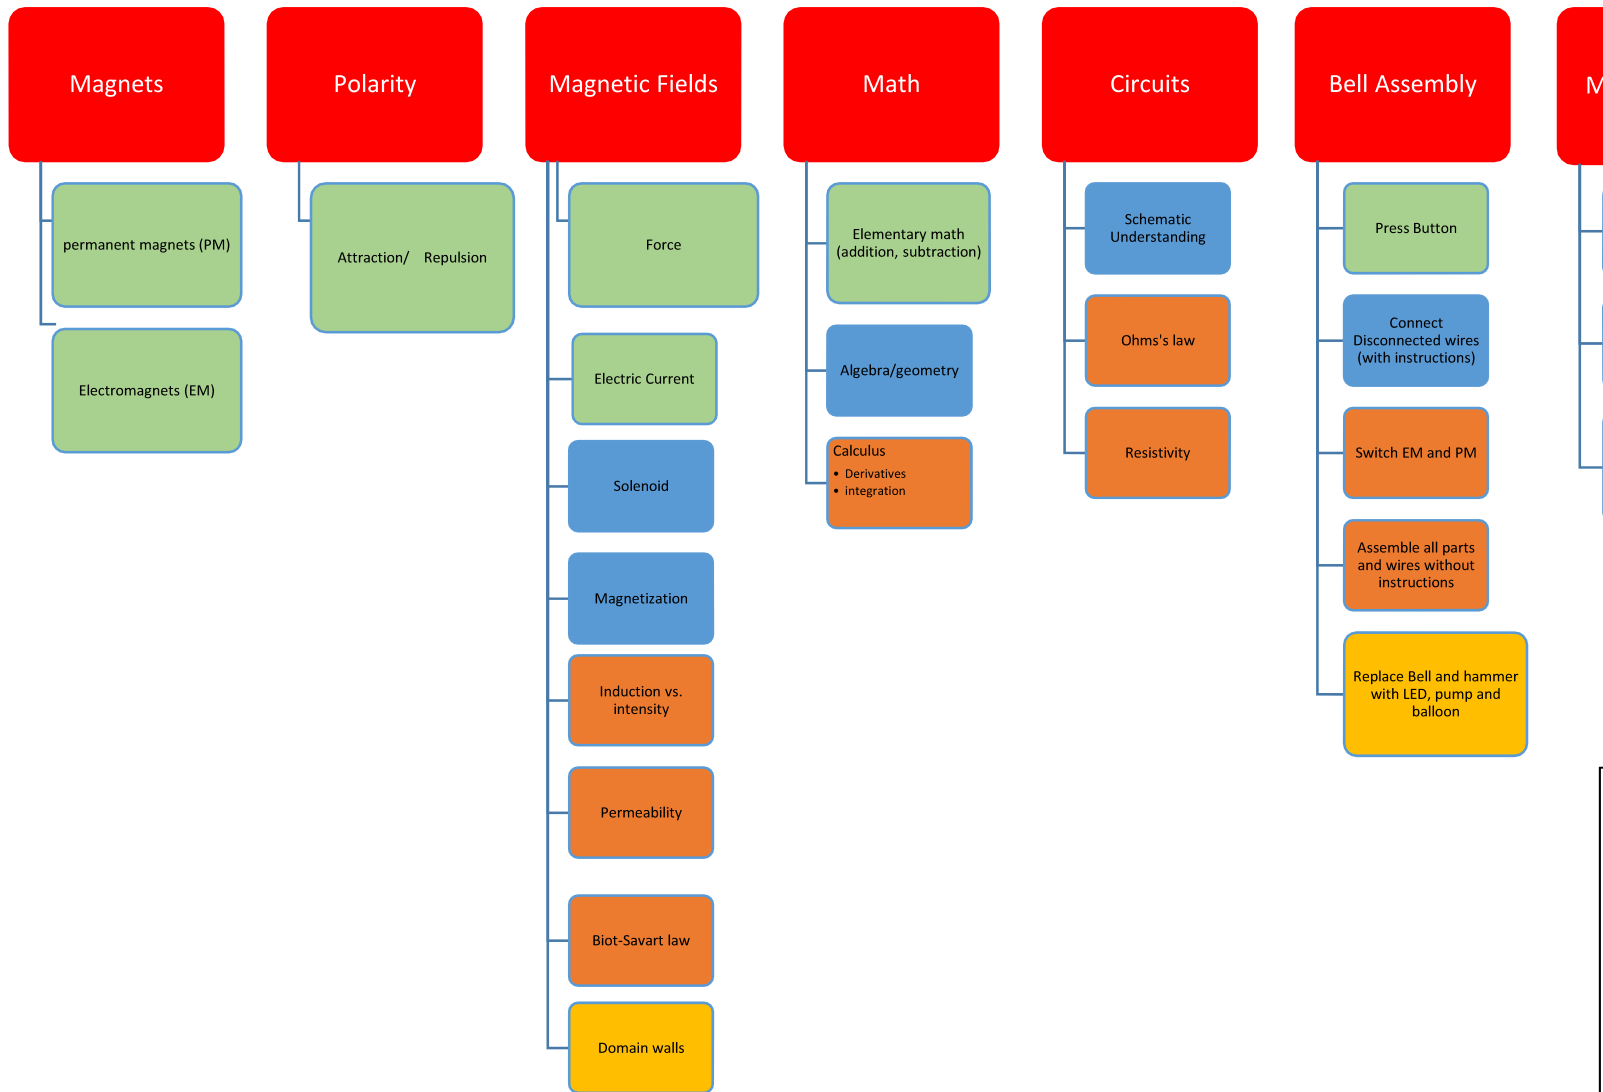 Magnets
permanent magnets (PM)
Electromagnets (EM)
Polarity
Attraction/ Repulsion
Magnetic Fields
Force
Electric Current
Solenoid
Magnetization
Induction vs.
intensity
Permeability
Biot-Savart law
Domain walls
Math
Elementary math
(addition, subtraction)
Algebra/geometry
Calculus
• Derivatives
• integration
Circuits
Schematic
Understanding
Ohms's law
Resistivity
Bell Assembly
Press Button
Connect
Disconnected wires
(with instructions)
Switch EM and PM
Assemble all parts
and wires without
instructions
Replace Bell and hammer
with LED, pump and
balloon